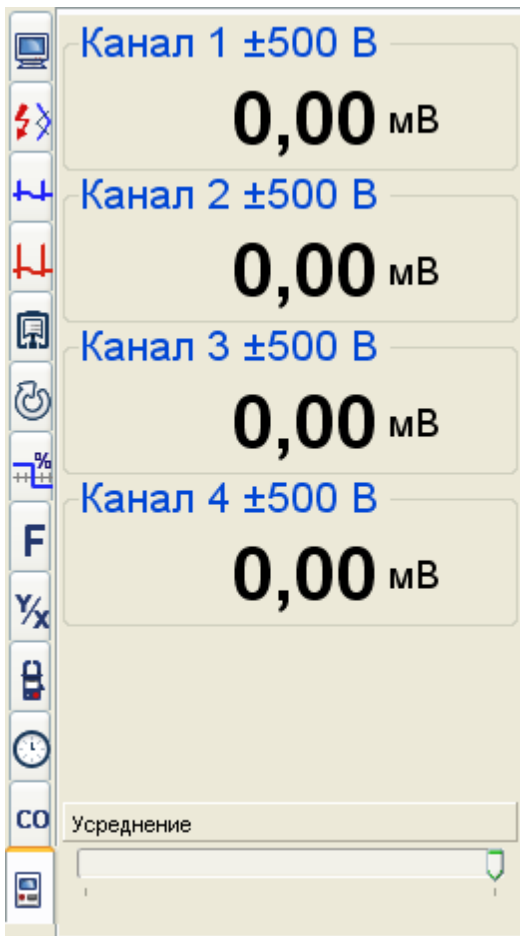 Канал 1 ±500 В
0,00 мВ
Канал 2 ±500 В
0,00 мВ
Канал 3 ±500 В
0,00 мВ
Канал 4 ±500 В
0,00 мВ
%
F
Y/X
CO
Усреднение